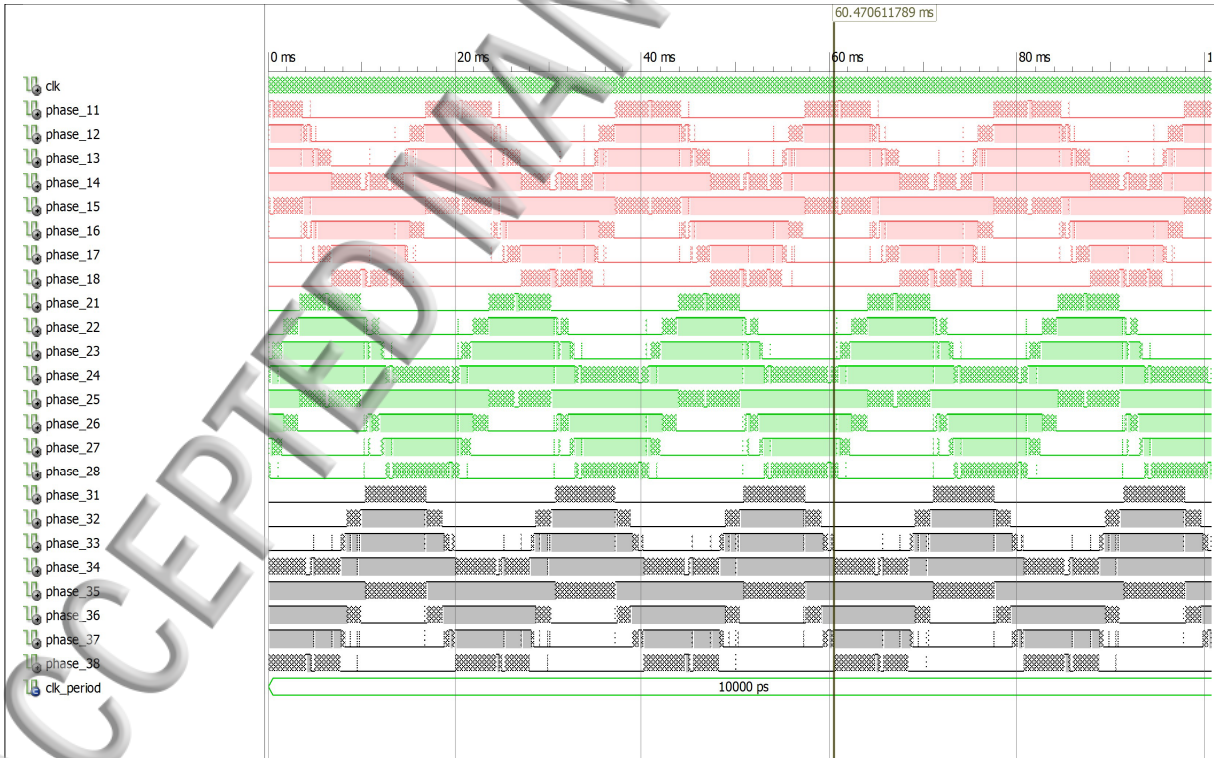 60.470611789 ms
0 ms 20 ms 40 ms 60 ms 80 ms 1
clk
phase_11
phase_12
phase_13
phase_14
phase_15
phase_16
phase_17
phase_18
phase_21
phase_22
phase_23
phase_24
phase_25
phase_26
phase_27
phase_28
phase_31
phase_32
phase_33
phase_34
phase_35
phase_36
phase_37
phase_38
clk_period 10000 ps
CCEPTED MAN